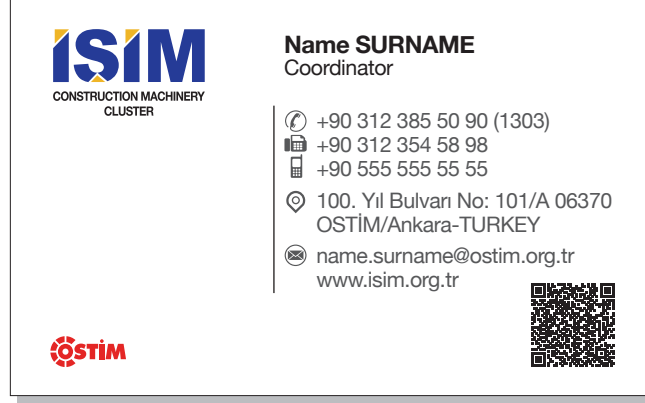 iSiM
CONSTRUCTION MACHINERY
CLUSTER
Name SURNAME
Coordinator
+90 312 385 50 90 (1303)
+90 312 354 58 98
+90 555 555 55 55
100. Yıl Bulvarı No: 101/A 06370
OSTİM/Ankara-TURKEY
name.surname@ostim.org.tr
www.isim.org.tr
OSTİM